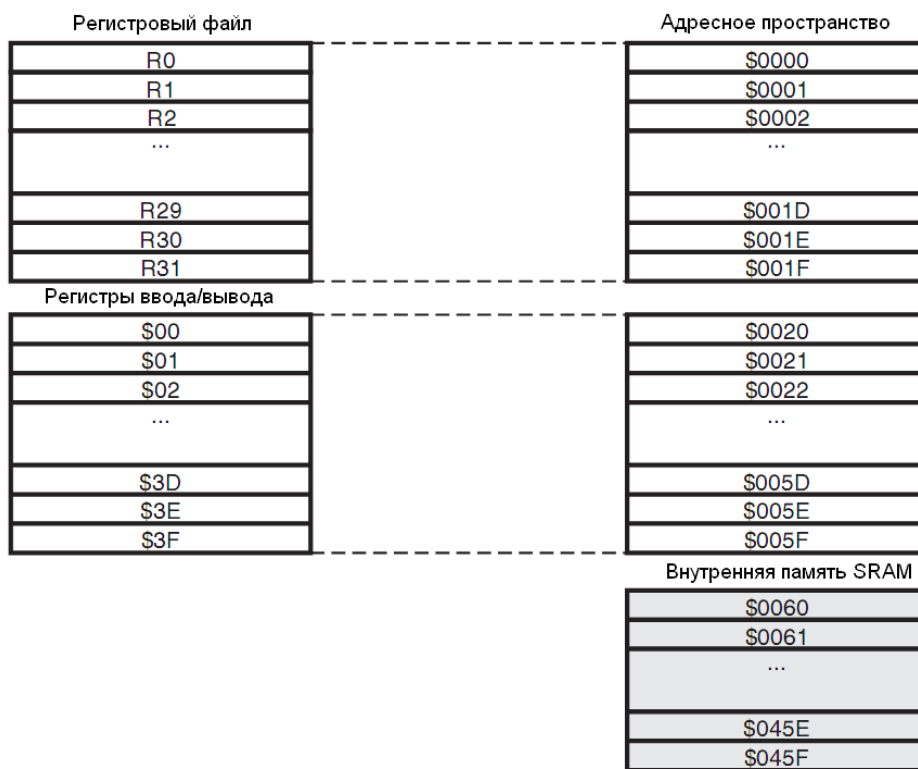 Регистровый файл Адресное пространство
R0 $0000
R1 $0001
R2 $0002
... ...
R29 $001D
R30 $001E
R31 $001F
Регистры ввода/вывода
$00 $0020
$01 $0021
$02 $0022
... ...
$3D $005D
$3E $005E
$3F $005F
Внутренняя память SRAM
$0060
$0061
...
$045E
$045F